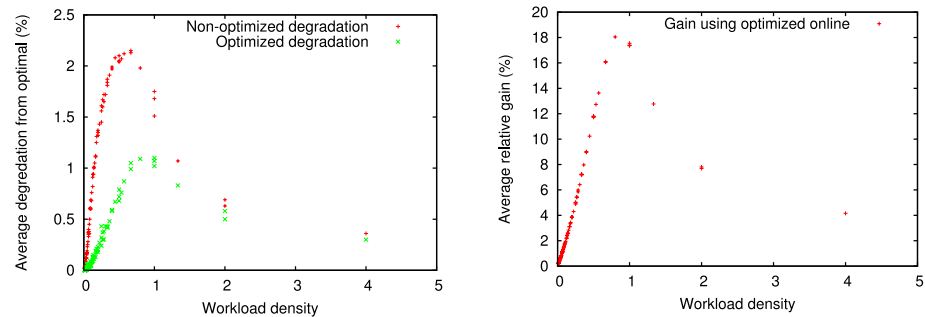 Average degredation from optimal (%)
2.5
2
1.5
1
0.5
0
Non-optimized degradation
Optimized degradation
0 1 2 3 4 5
Workload density
Average relative gain (%)
20
18
16
14
12
10
8
6
4
2
0
Gain using optimized online
0 1 2 3 4 5
Workload density